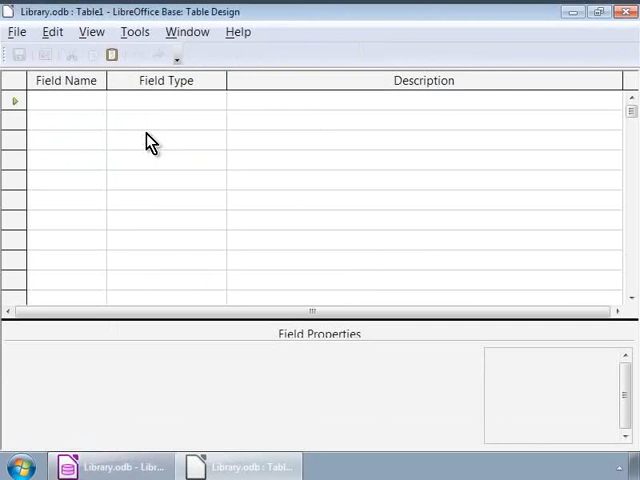 Library.odb : Table1 - LibreOffice Base: Table Design
File Edit View Tools Window Help
Field Name Field Type Description
Field Properties
Library.odb - Libr... Library.odb : Tabl...